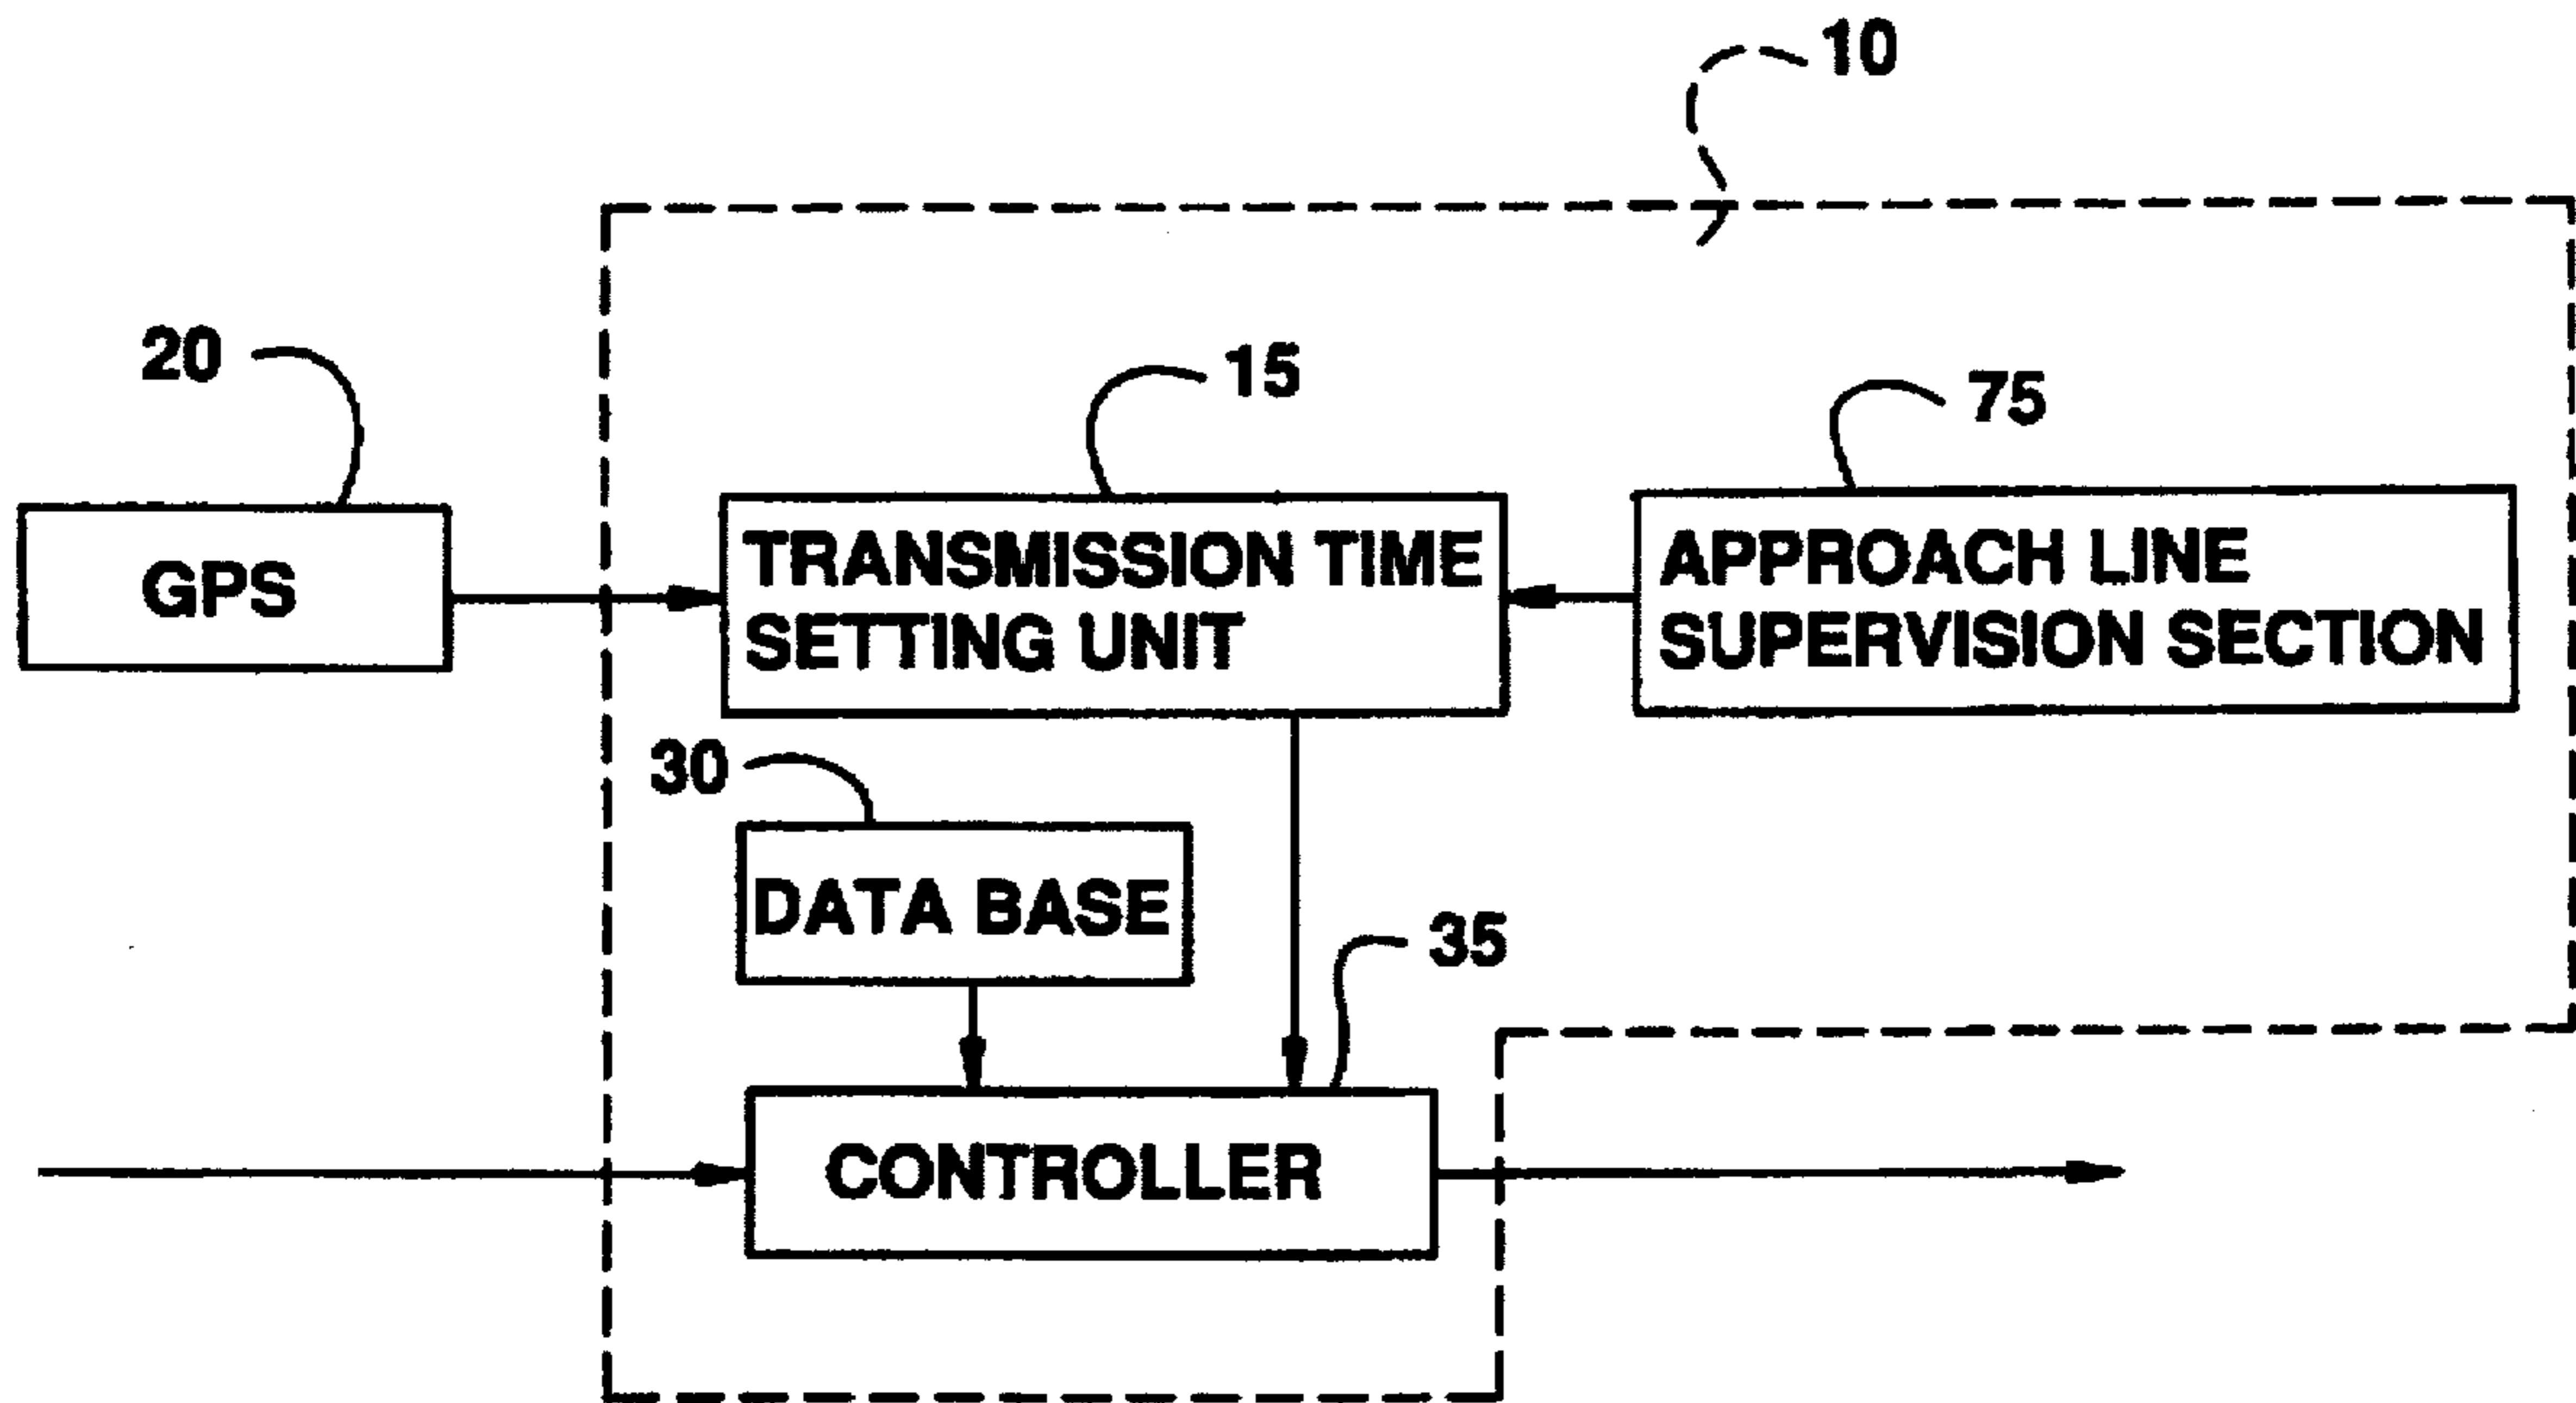 10
20
15
75
GPS
TRANSMISSION TIME
SETTING UNIT
APPROACH LINE
SUPERVISION SECTION
30
DATA BASE
35
CONTROLLER